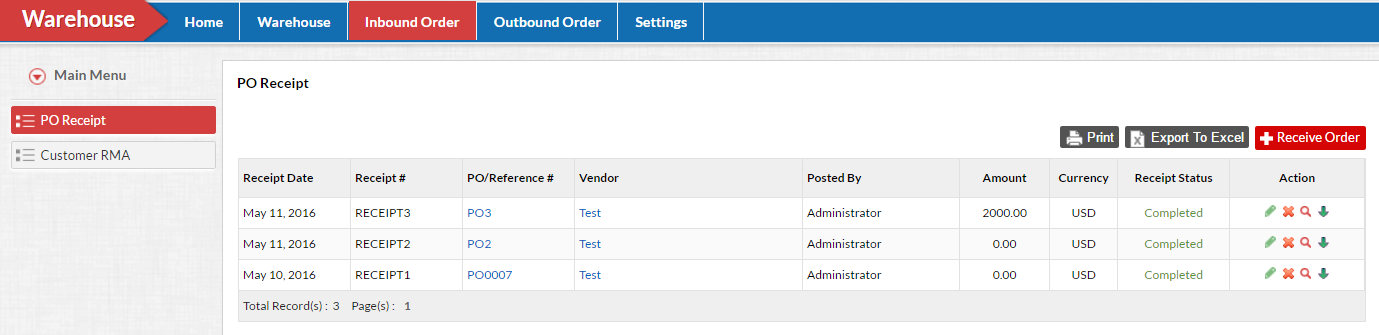 Warehouse Home Warehouse Inbound Order Outbound Order Settings
Main Menu
PO Receipt
Customer RMA
PO Receipt
Print Export To Excel Receive Order
Receipt Date Receipt # PO/Reference # Vendor Posted By Amount Currency Receipt Status Action
May 11, 2016 RECEIPT3 PO3 Test Administrator 2000.00 USD Completed
May 11, 2016 RECEIPT2 PO2 Test Administrator 0.00 USD Completed
May 10, 2016 RECEIPT1 PO0007 Test Administrator 0.00 USD Completed
Total Record(s) : 3 Page(s) : 1